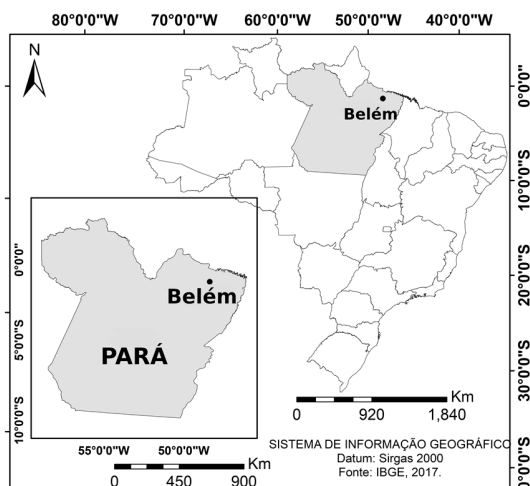 80°0'0"W 70°0'0"W 60°0'0"W 50°0'0"W 40°0'0"W
N
0°0'0"
Belém
10°0'0"S
0°0'0"
Belém
20°0'0"S
5°0'0"S
PARÁ
30°0'0"S
Km
0 920 1,840
10°0'0"S
SISTEMA DE INFORMAÇÃO GEOGRÁFICO
55°0'0"W 50°0'0"W
Datum: Sirgas 2000
Km
Fonte: IBGE, 2017.
0 450 900